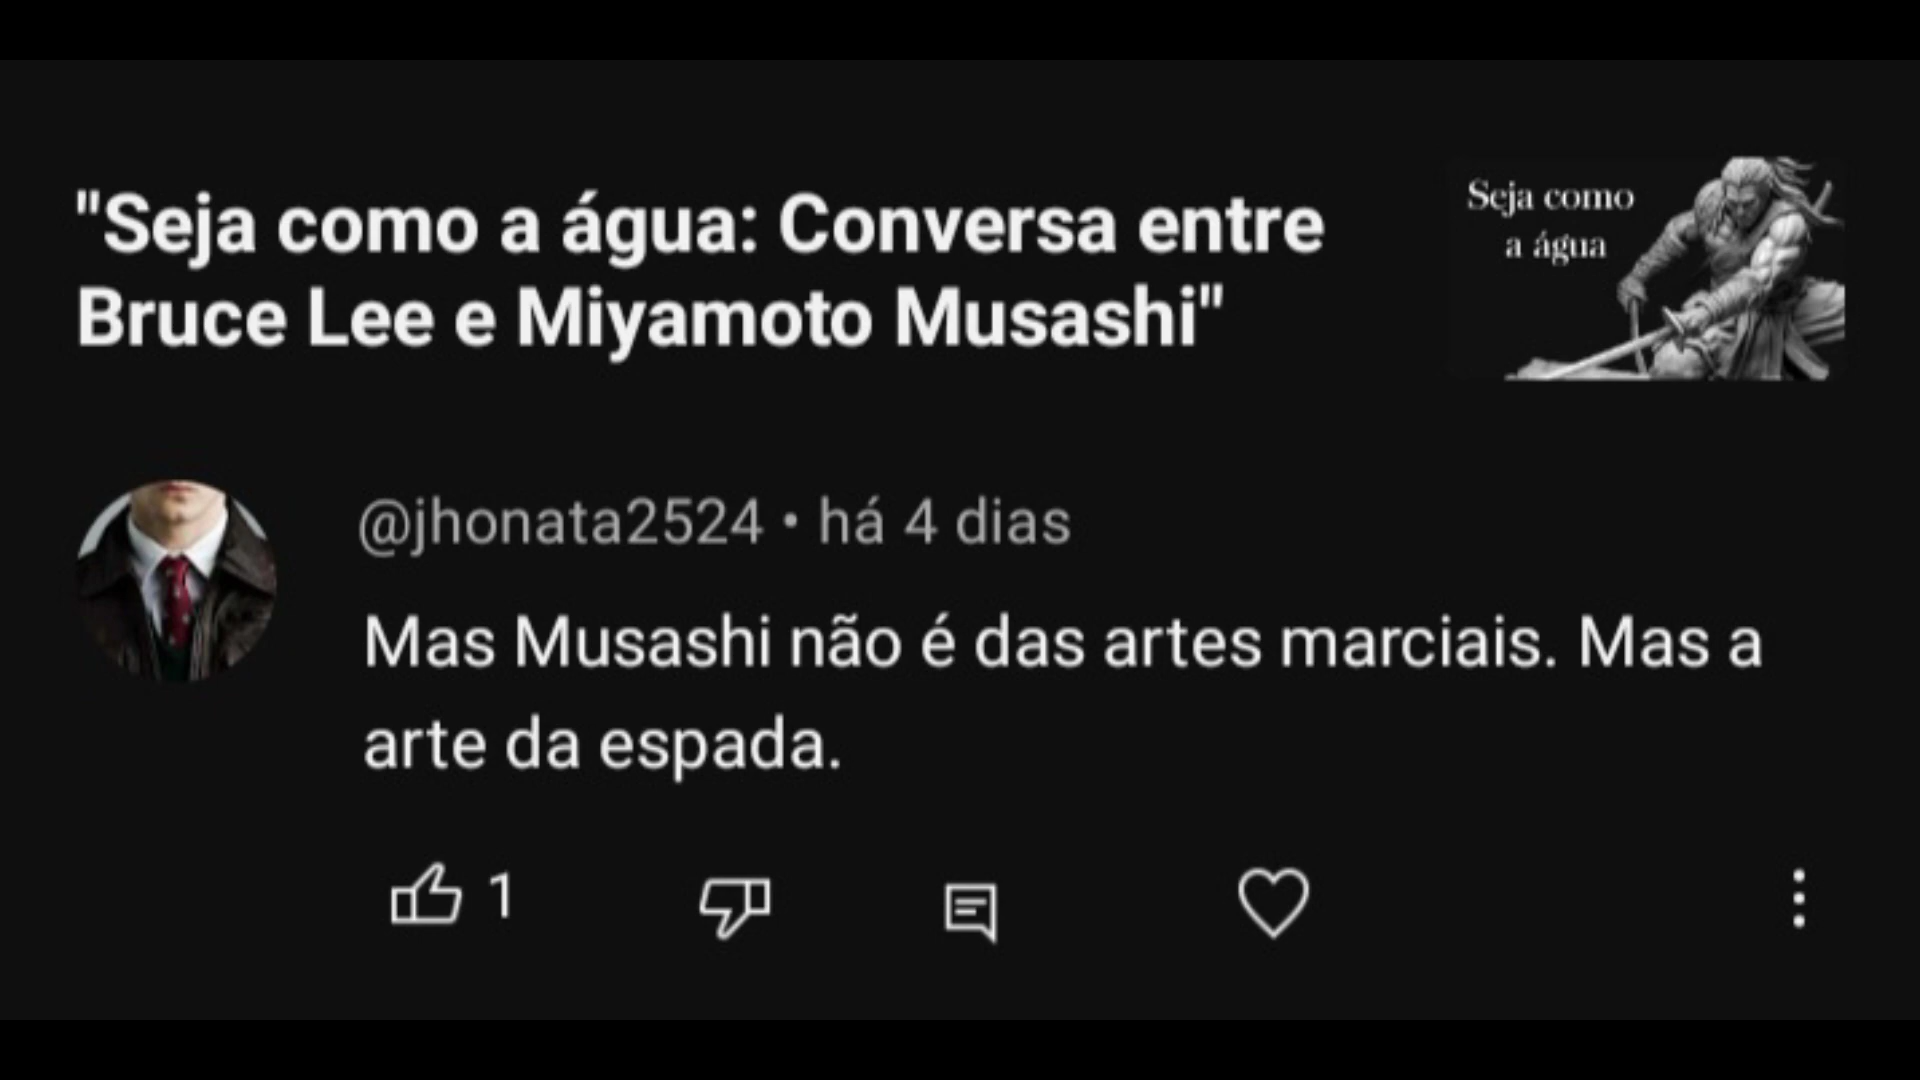 "Seja como a água: Conversa entre
Bruce Lee e Miyamoto Musashi"
Seja como
a água
@jhonata2524 • há 4 dias
Mas Musashi não é das artes marciais. Mas a
arte da espada.
1